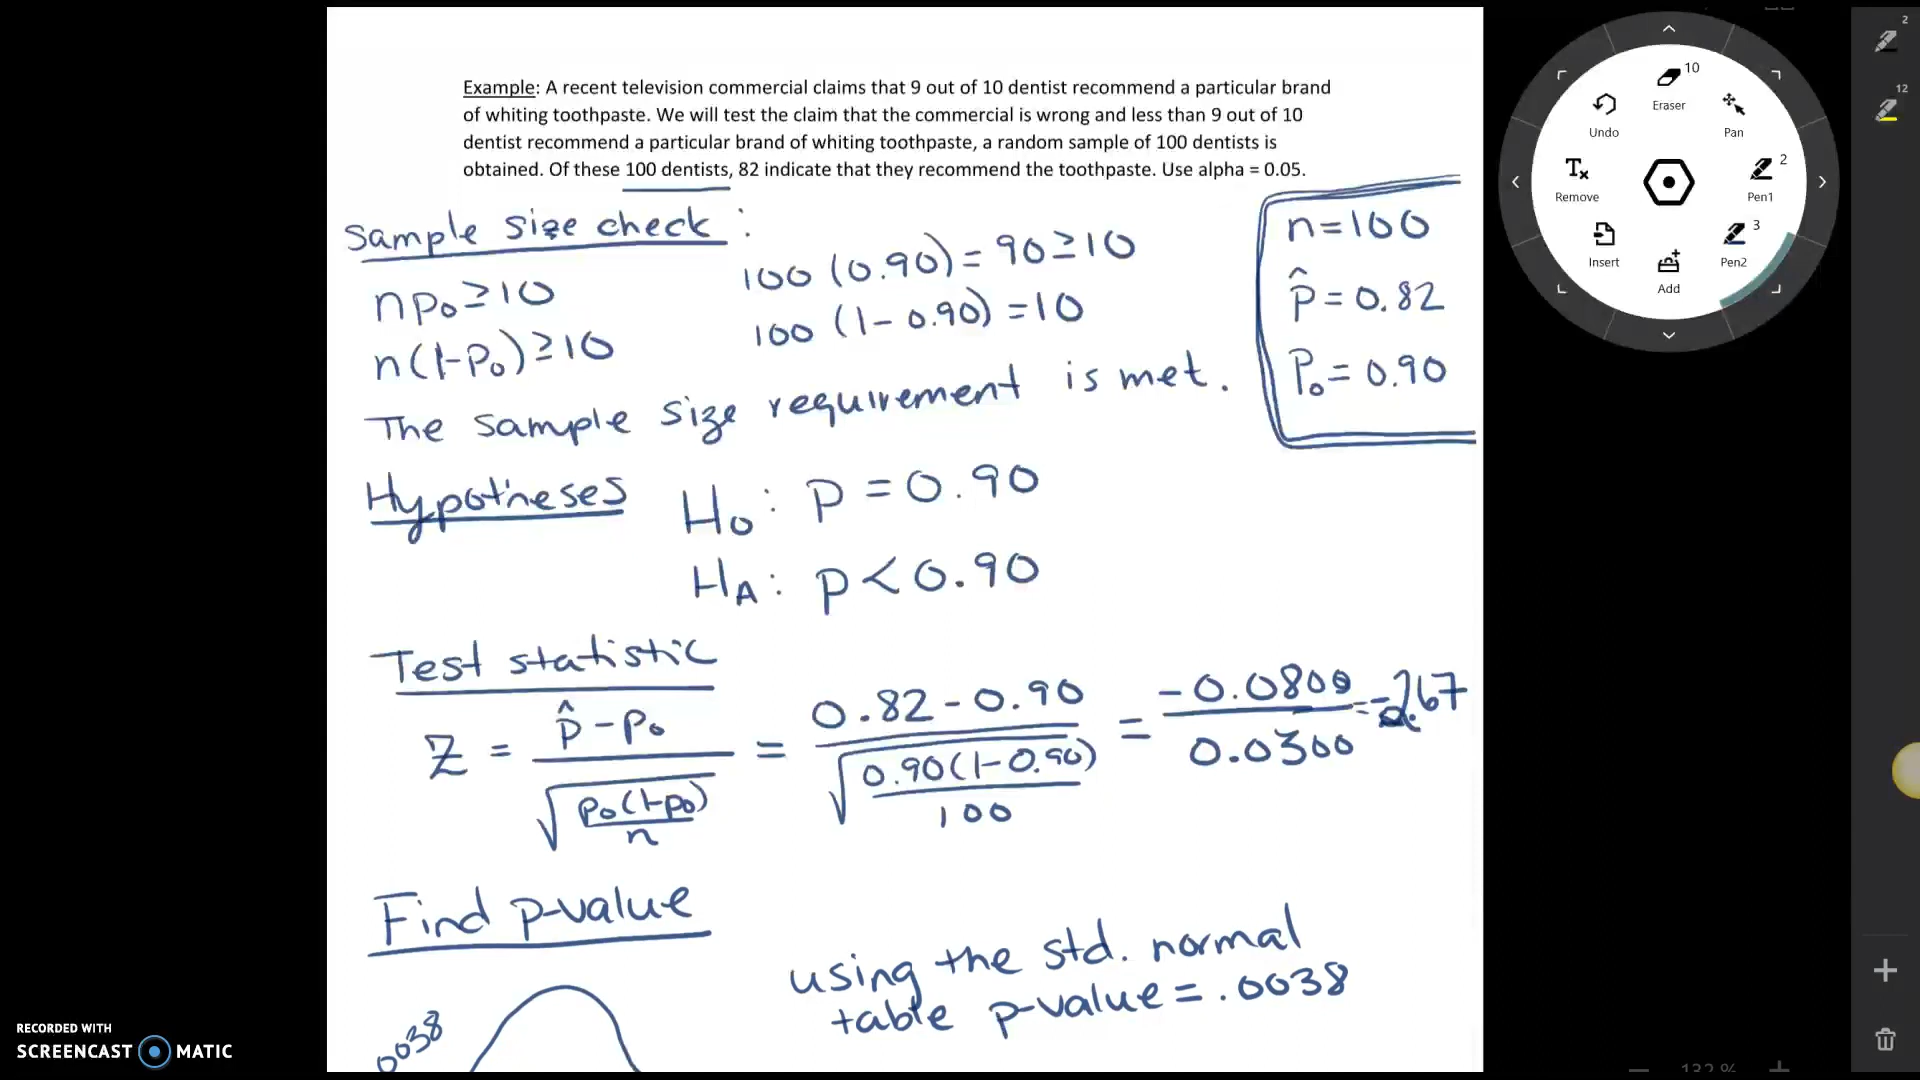 Example: A recent television commercial claims that 9 out of 10 dentist recommend a particular brand
of whiting toothpaste. We will test the claim that the commercial is wrong and less than 9 out of 10
dentist recommend a particular brand of whiting toothpaste, a random sample of 100 dentists is
obtained. Of these 100 dentists, 82 indicate that they recommend the toothpaste. Use alpha = 0.05.
Sample size check :
np₀ ≥ 10
n(1-p₀) ≥ 10
100 (0.90) = 90 ≥ 10
100 (1 - 0.90) = 10
n = 100
p̂ = 0.82
P₀ = 0.90
The sample size requirement is met.
Hypotheses
H₀ : p = 0.90
H_A : p < 0.90
Test statistic
Z = (p̂ - p₀) / √(p₀(1-p₀)/n) = (0.82 - 0.90) / √(0.90(1-0.90)/100) = -0.0800 / 0.0300 = -2.67
Find p-value
using the std. normal
table p-value = .0038
0038
10
Eraser
Undo
Pan
Remove
2
Pen1
Insert
3
Pen2
Add
2
12
RECORDED WITH
SCREENCAST MATIC
132 %